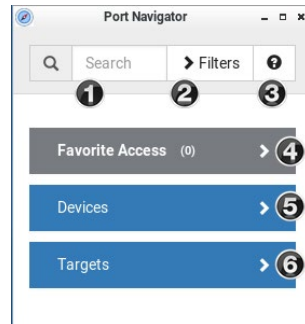 Port Navigator
Search
Filters
?
1
2
3
Favorite Access (0)
4
Devices
5
Targets
6